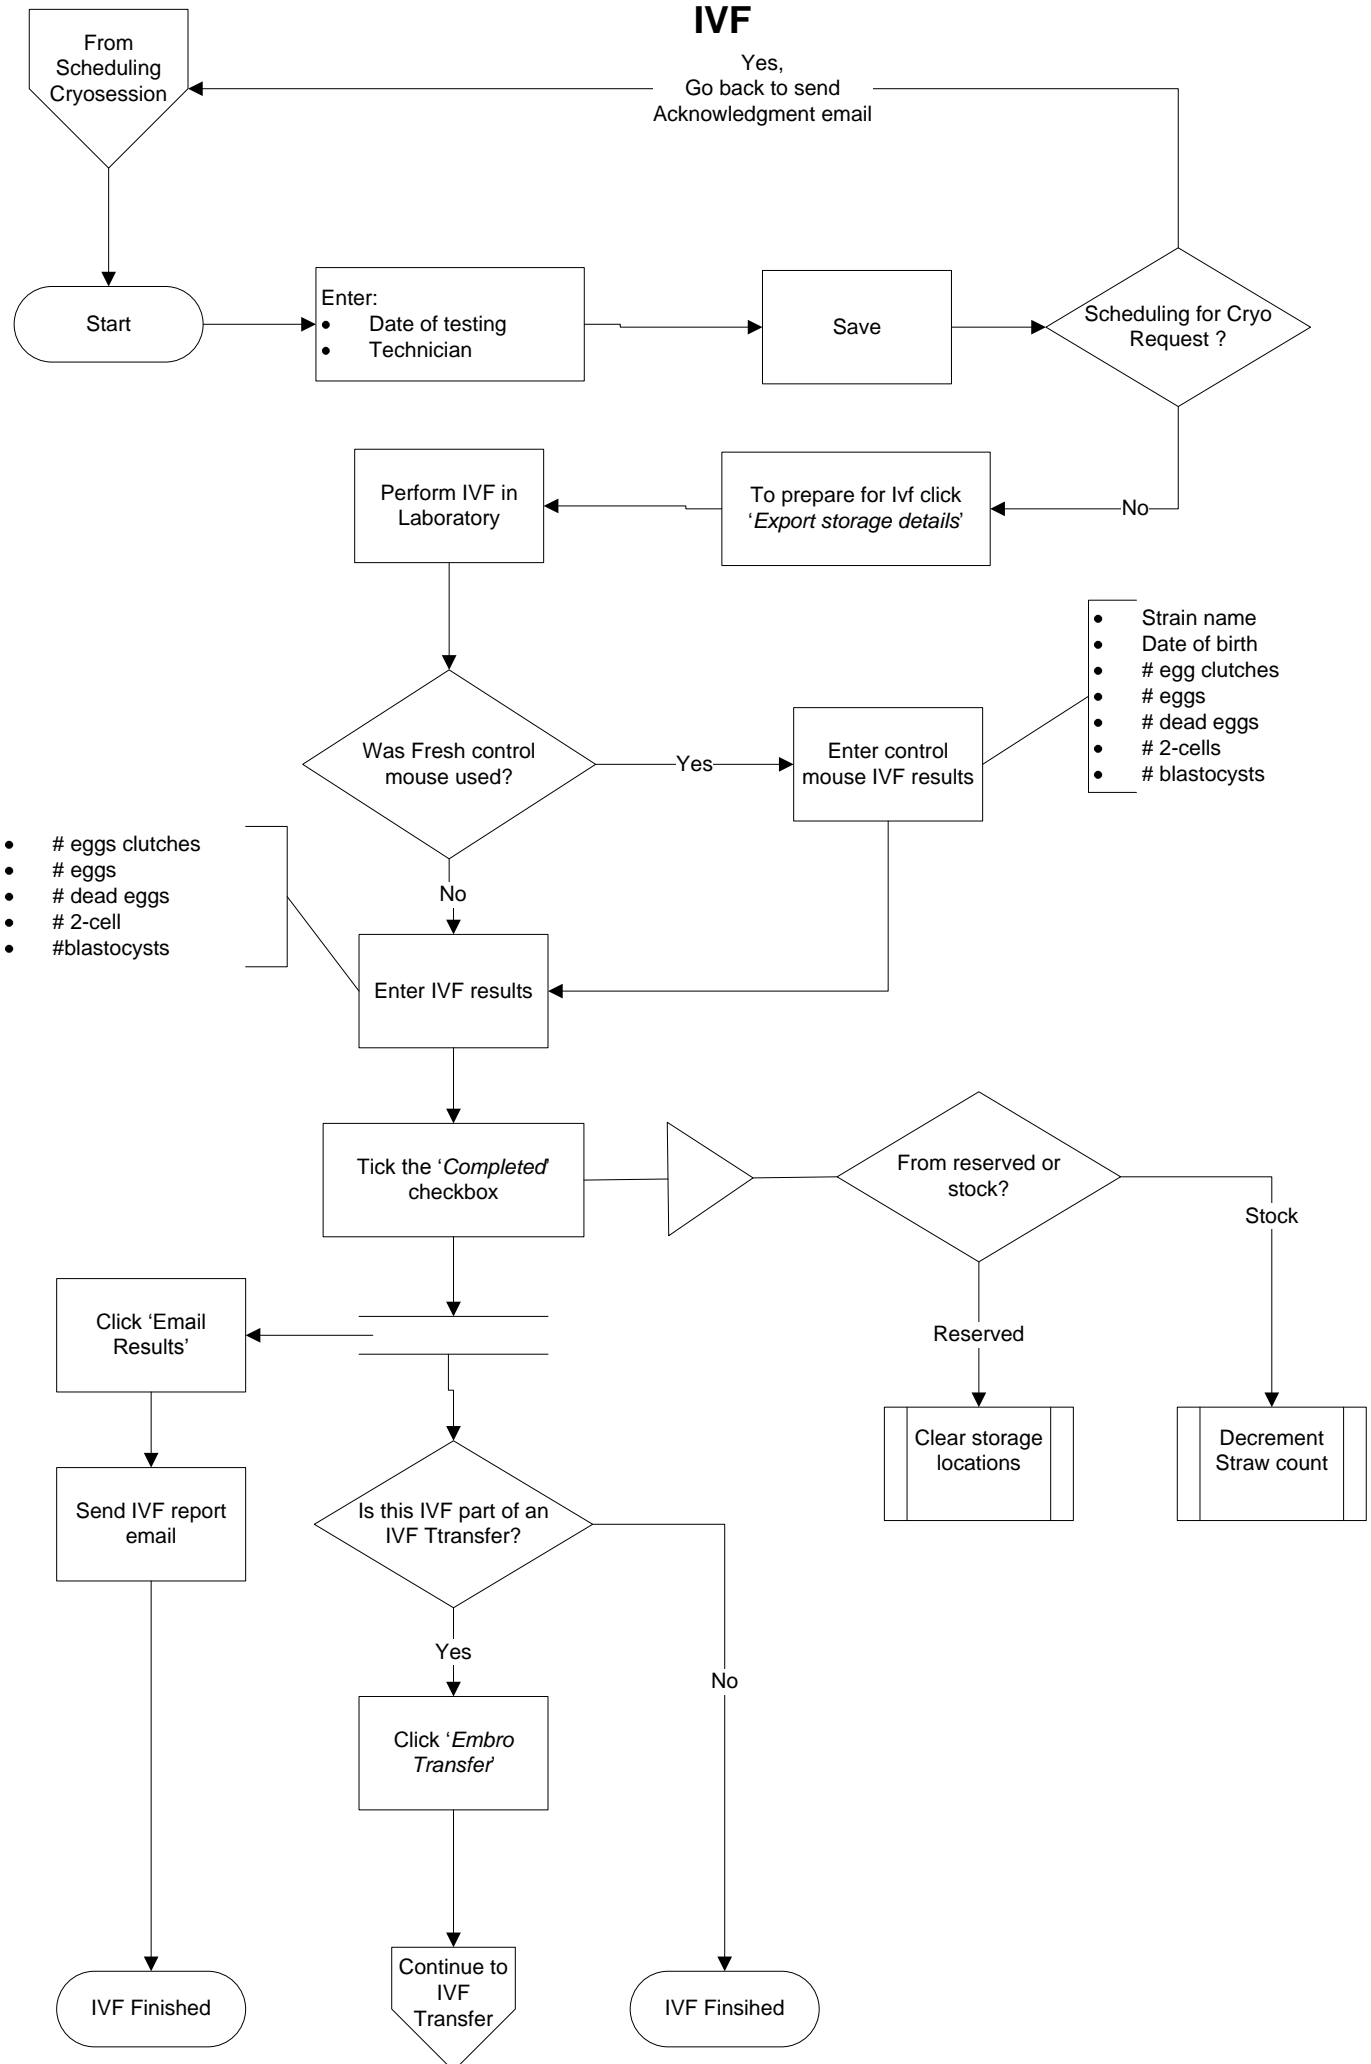 IVF
From
Scheduling
Cryosession
Yes,
Go back to send
Acknowledgment email
Start
Enter:
• Date of testing
• Technician
Save
Scheduling for Cryo
Request ?
Perform IVF in
Laboratory
To prepare for Ivf click
‘Export storage details’
No
• Strain name
• Date of birth
• # egg clutches
• # eggs
• # dead eggs
• # 2-cells
• # blastocysts
Was Fresh control
mouse used?
Yes
Enter control
mouse IVF results
• # eggs clutches
• # eggs
• # dead eggs
• # 2-cell
• #blastocysts
No
Enter IVF results
Tick the ‘Completed’
checkbox
From reserved or
stock?
Stock
Reserved
Click ‘Email
Results’
Clear storage
locations
Decrement
Straw count
Send IVF report
email
Is this IVF part of an
IVF Ttransfer?
Yes
No
Click ‘Embro
Transfer’
IVF Finished
Continue to
IVF
Transfer
IVF Finsihed